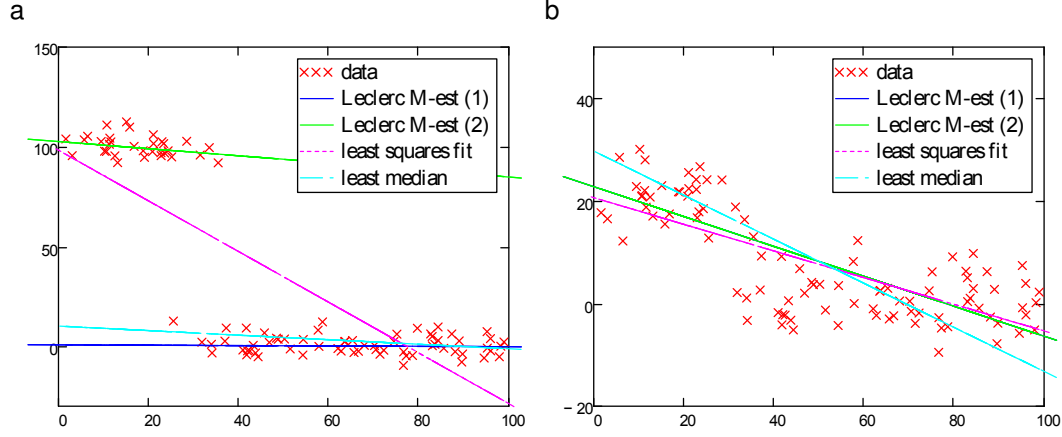 a
150
100
50
0
0 20 40 60 80 100
××× data
Leclerc M-est (1)
Leclerc M-est (2)
least squares fit
least median
b
40
20
0
− 20
0 20 40 60 80 100
××× data
Leclerc M-est (1)
Leclerc M-est (2)
least squares fit
least median